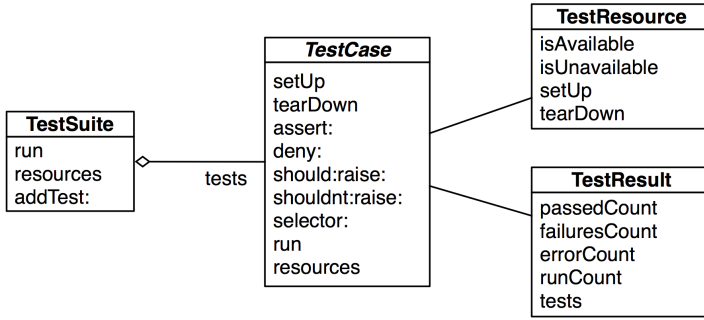 TestSuite
run
resources
addTest:
tests
TestCase
setUp
tearDown
assert:
deny:
should:raise:
shouldnt:raise:
selector:
run
resources
TestResource
isAvailable
isUnavailable
setUp
tearDown
TestResult
passedCount
failuresCount
errorCount
runCount
tests